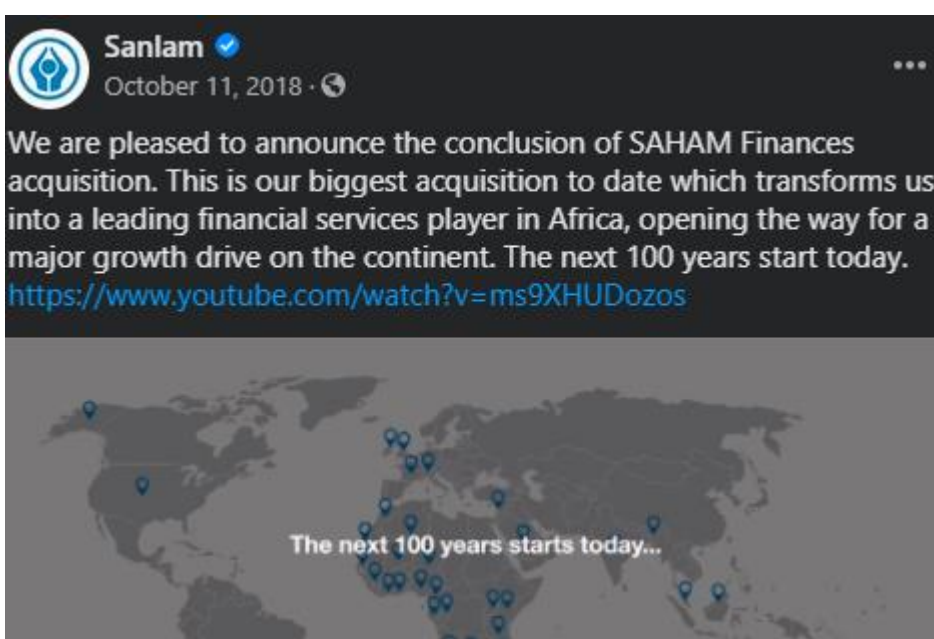 Sanlam
October 11, 2018 ·
We are pleased to announce the conclusion of SAHAM Finances
acquisition. This is our biggest acquisition to date which transforms us
into a leading financial services player in Africa, opening the way for a
major growth drive on the continent. The next 100 years start today.
https://www.youtube.com/watch?v=ms9XHUDozos
The next 100 years starts today...